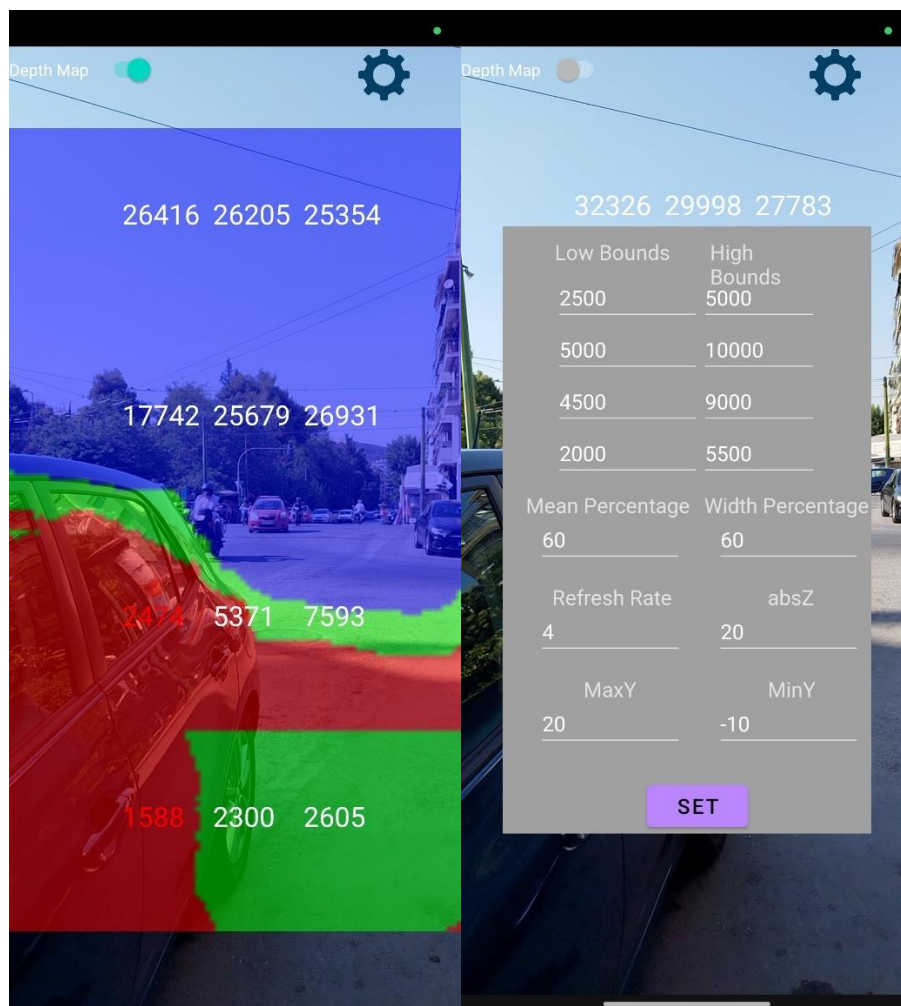 Depth Map
26416 26205 25354
17742 25679 26931
2474 5371 7593
1588 2300 2605
Depth Map
32326 29998 27783
Low Bounds High Bounds
2500 5000
5000 10000
4500 9000
2000 5500
Mean Percentage Width Percentage
60 60
Refresh Rate absZ
4 20
MaxY MinY
20 -10
SET